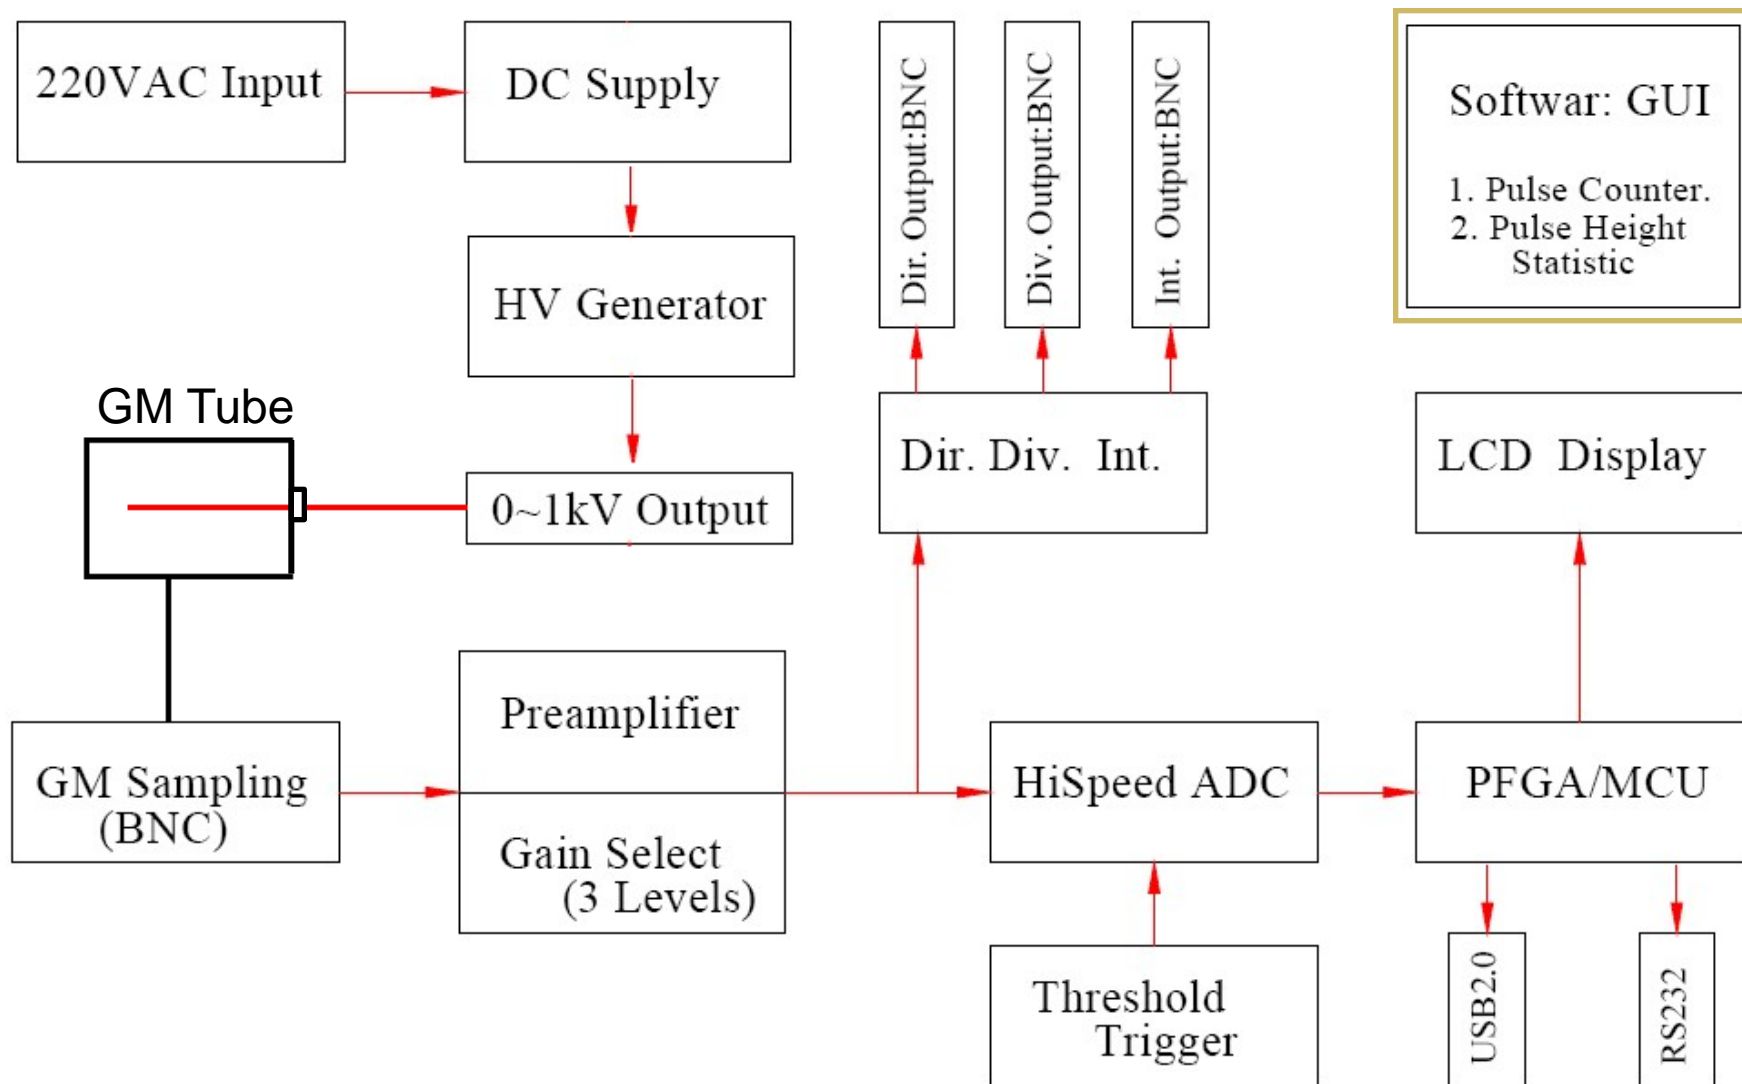 220VAC Input
DC Supply
Dir. Output:BNC
Div. Output:BNC
Int. Output:BNC
Softwar: GUI
1. Pulse Counter.
2. Pulse Height
Statistic
HV Generator
GM Tube
0~1kV Output
Dir. Div. Int.
LCD Display
GM Sampling
(BNC)
Preamplifier
Gain Select
(3 Levels)
HiSpeed ADC
PFGA/MCU
Threshold
Trigger
USB2.0
RS232